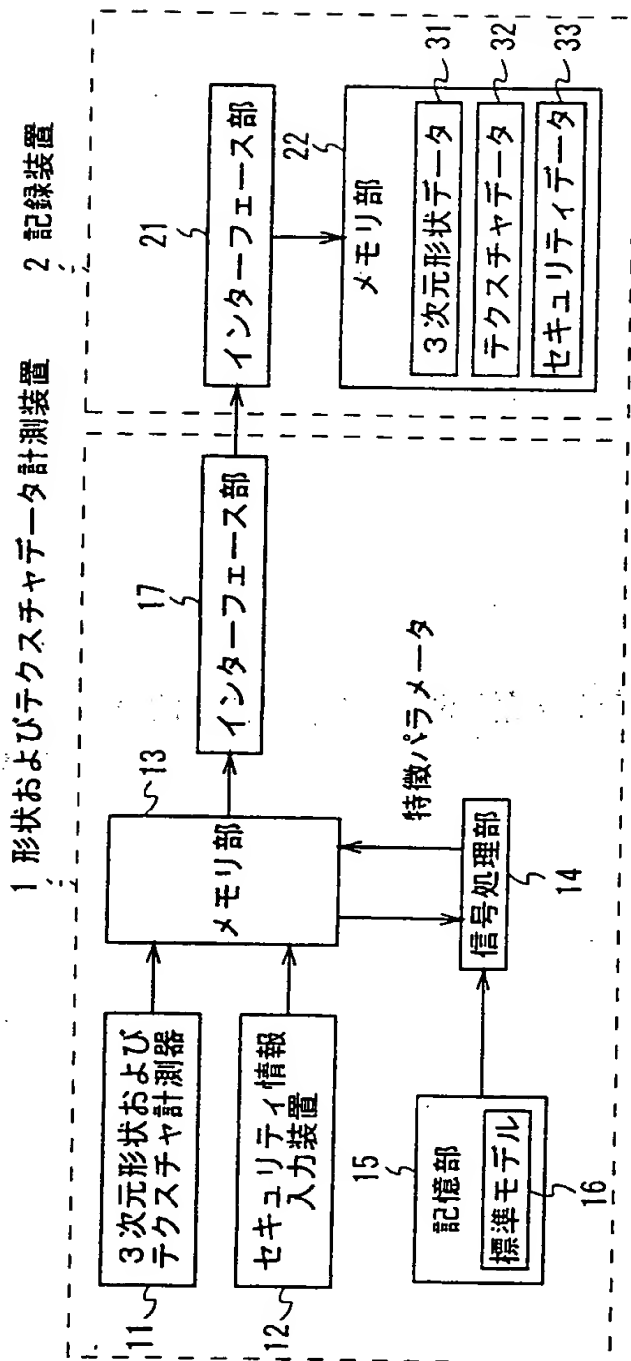 1 形状およびテクスチャデータ計測装置
2 記録装置
3次元形状および
テクスチャ計測器
11
セキュリティ情報
入力装置
12
メモリ部
13
信号処理部
14
特徴パラメータ
記憶部
15
標準モデル
16
インターフェース部
17
インターフェース部
21
メモリ部
22
3次元形状データ
31
テクスチャデータ
32
セキュリティデータ
33